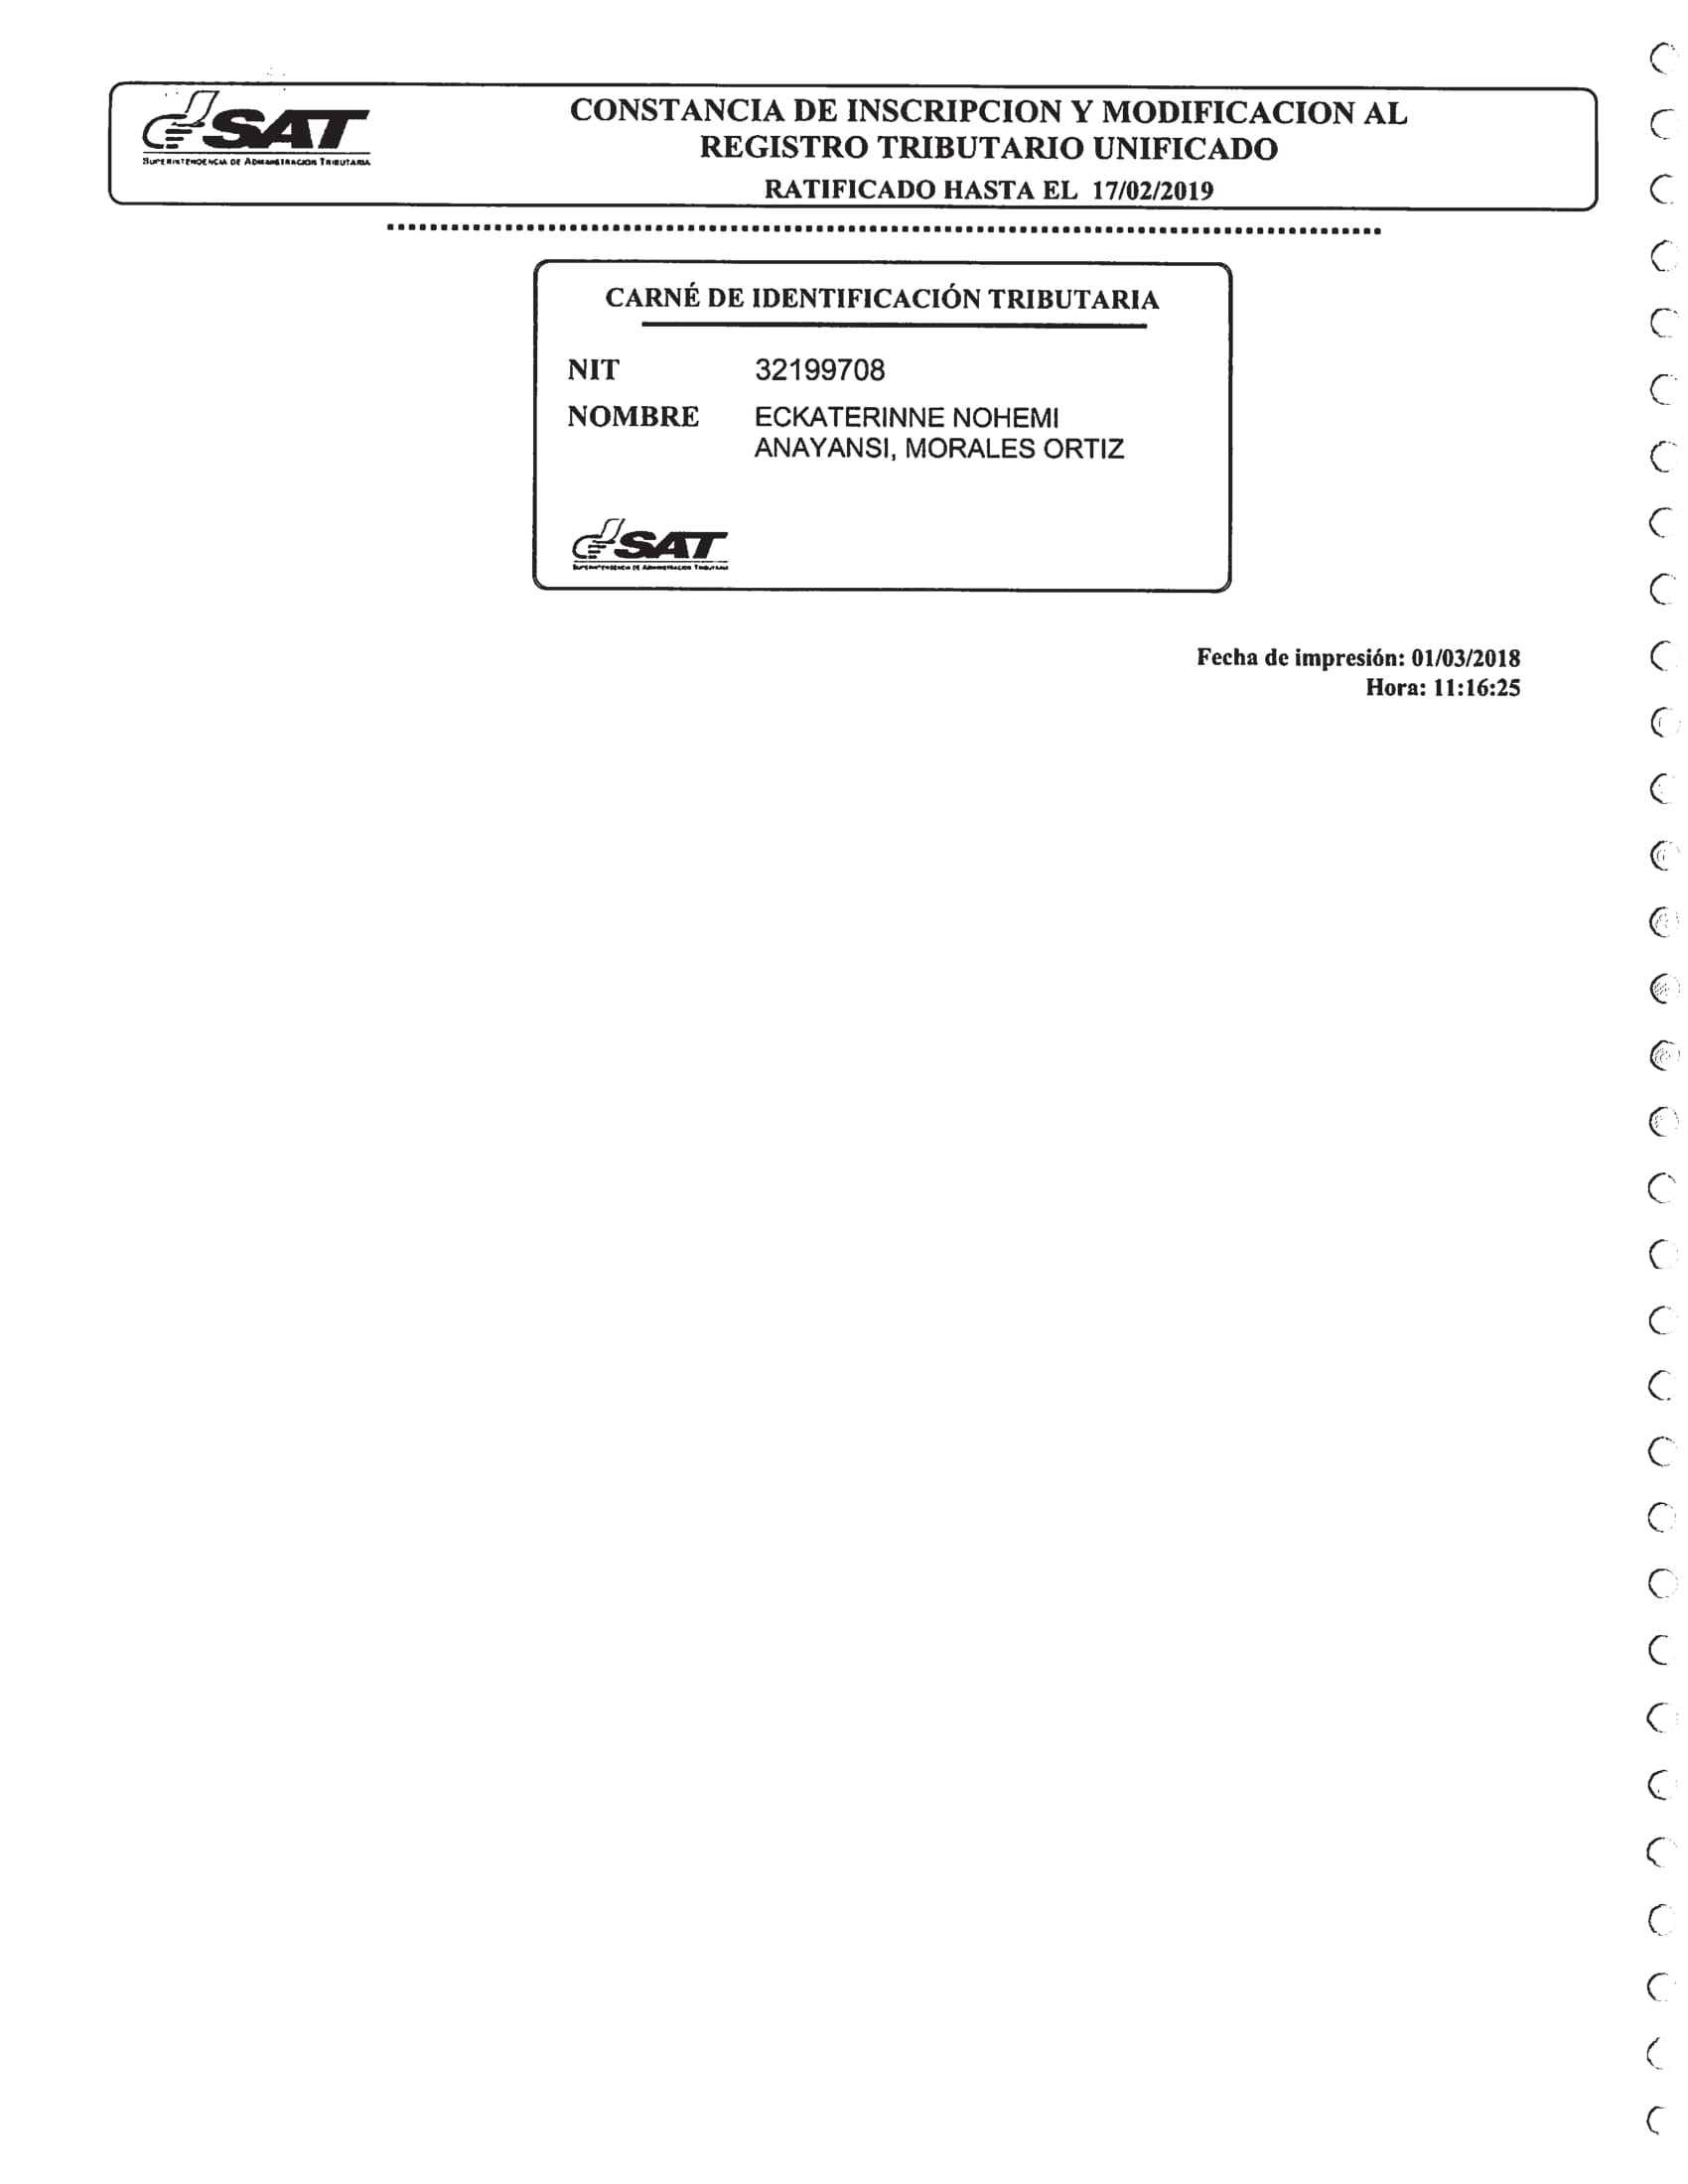 SAT
SUPERINTENDENCIA DE ADMINISTRACION TRIBUTARIA
CONSTANCIA DE INSCRIPCION Y MODIFICACION AL
REGISTRO TRIBUTARIO UNIFICADO
RATIFICADO HASTA EL 17/02/2019
CARNÉ DE IDENTIFICACIÓN TRIBUTARIA
NIT 32199708
NOMBRE ECKATERINNE NOHEMI
ANAYANSI, MORALES ORTIZ
SAT
SUPERINTENDENCIA DE ADMINISTRACION TRIBUTARIA
Fecha de impresión: 01/03/2018
Hora: 11:16:25